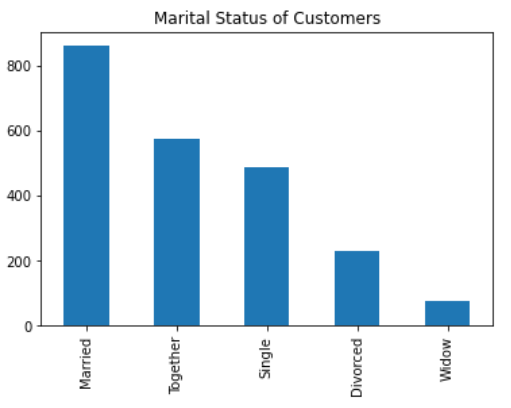 Marital Status of Customers
800
600
400
200
0
Married
Together
Single
Divorced
Widow